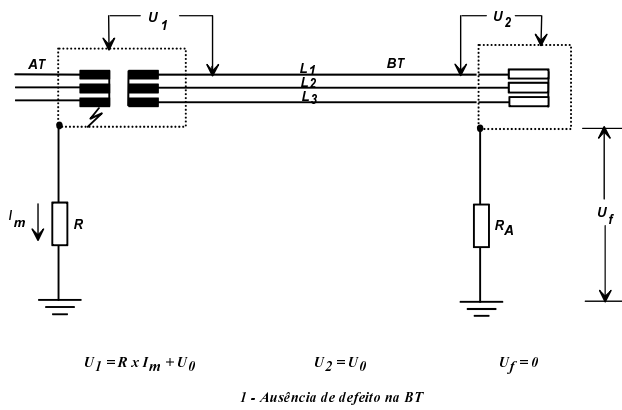 U1
U2
AT
L1
BT
L2
L3
Im
R
RA
Uf
U1 = R x Im + U0
U2 = U0
Uf = 0
1 - Ausência de defeito na BT